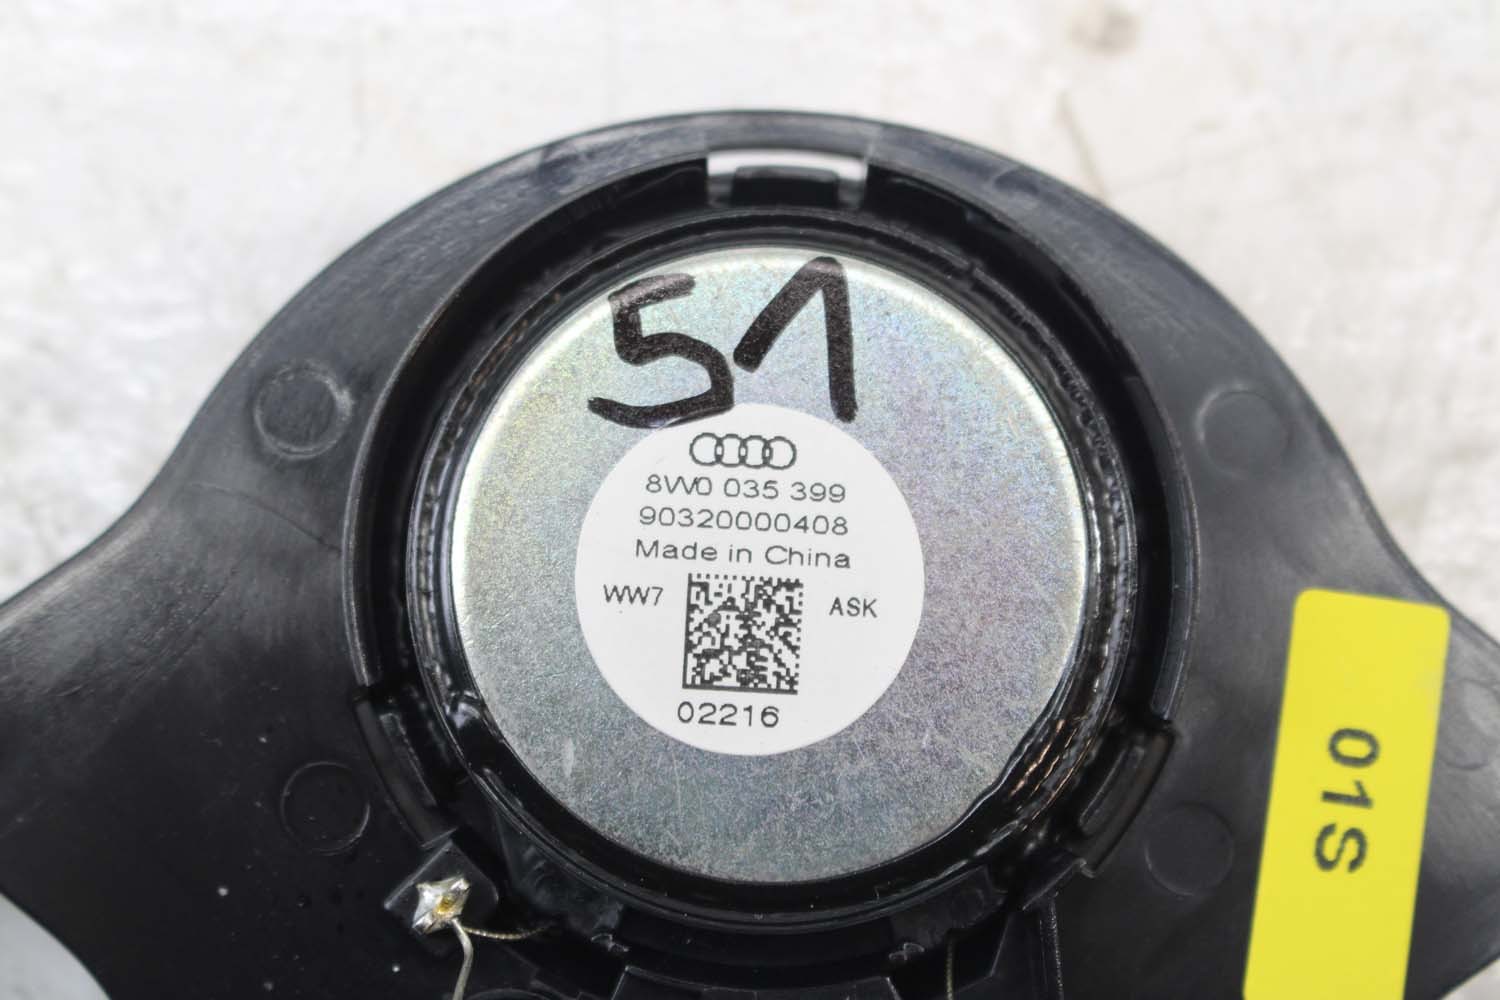 51
8W0 035 399
90320000408
Made in China
WW7 ASK
02216
01S